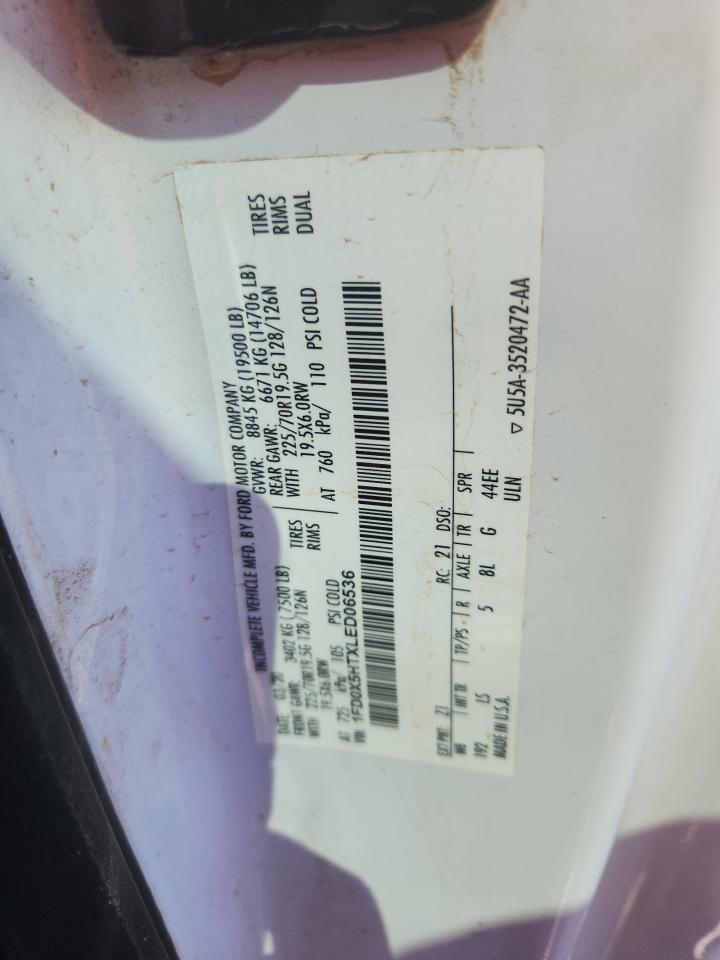 INCOMPLETE VEHICLE MFD. BY FORD MOTOR COMPANY
DATE: 03/20 GVWR: 8845 KG (19500 LB)
FRONT GAWR: 3402 KG (7500 LB) REAR GAWR: 6671 KG (14706 LB)
WITH: 225/70R19.5G 128/126N TIRES WITH 225/70R19.5G 128/126N TIRES
19.5X6.0RW RIMS 19.5X6.0RW RIMS
AT 725 kPa/ 105 PSI COLD AT 760 kPa/ 110 PSI COLD DUAL
VIN: 1FD0X5HTXLED06536
EXT PNT: Z1 RC: 21 DSO:
WB INT TR TP/PS R AXLE TR SPR
192 LS 5 8L G 44EE
MADE IN U.S.A. ULN
▽ 5U5A-3520472-AA